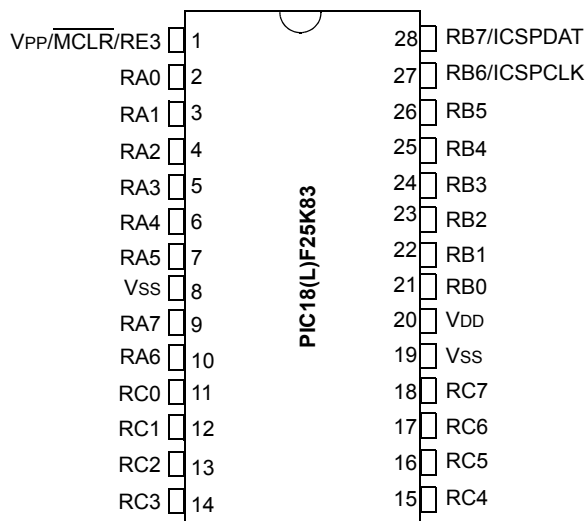 VPP/MCLR/RE3 1 28 RB7/ICSPDAT
RA0 2 27 RB6/ICSPCLK
RA1 3 26 RB5
RA2 4 25 RB4
RA3 5 24 RB3
RA4 6 23 RB2
RA5 7 22 RB1
VSS 8 21 RB0
RA7 9 20 VDD
RA6 10 19 VSS
RC0 11 18 RC7
RC1 12 17 RC6
RC2 13 16 RC5
RC3 14 15 RC4
PIC18(L)F25K83